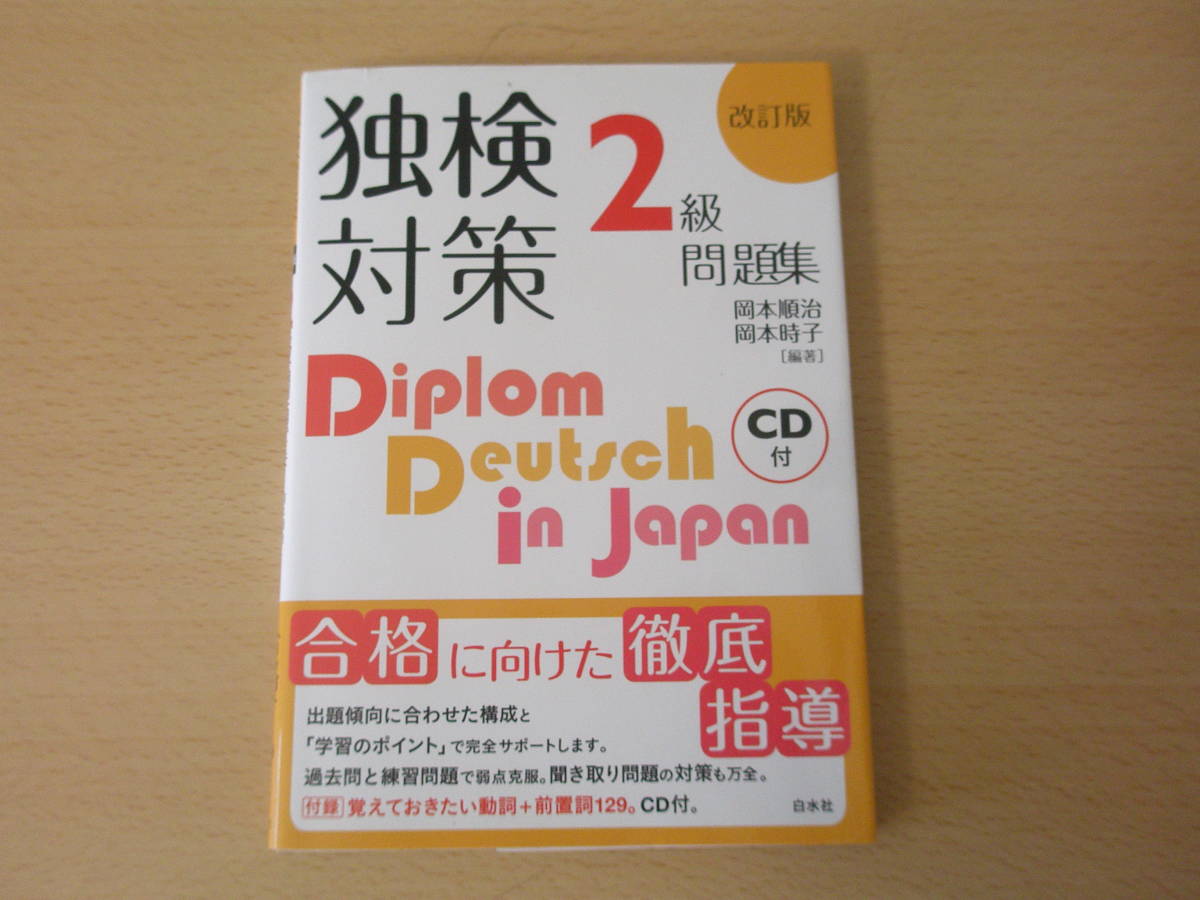 改訂版
独検
対策
2級
問題集
岡本順治
岡本時子
[編著]
Diplom
Deutsch
in Japan
CD
付
合格に向けた徹底
指導
出題傾向に合わせた構成と
「学習のポイント」で完全サポートします。
過去問と練習問題で弱点克服。聞き取り問題の対策も万全。
付録 覚えておきたい動詞+前置詞129。CD付。
白水社